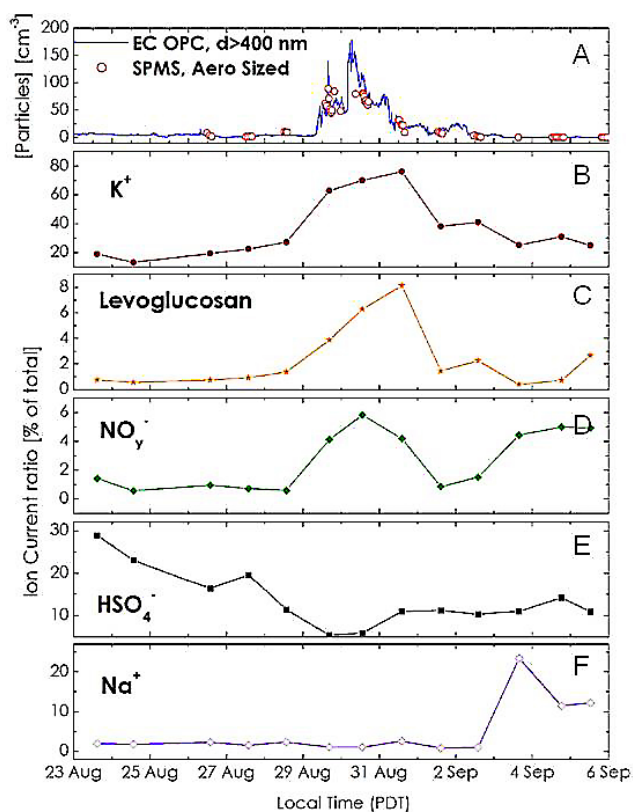 [Particles] [cm⁻³]
200
150
100
50
0
EC OPC, d>400 nm
SPMS, Aero Sized
A
Ion Current ratio [% of total]
80
60
40
20
K⁺
B
8
6
4
2
0
Levoglucosan
C
6
4
2
0
NOy⁻
D
30
20
10
HSO₄⁻
E
20
10
0
Na⁺
F
23 Aug 25 Aug 27 Aug 29 Aug 31 Aug 2 Sep 4 Sep 6 Sep
Local Time (PDT)